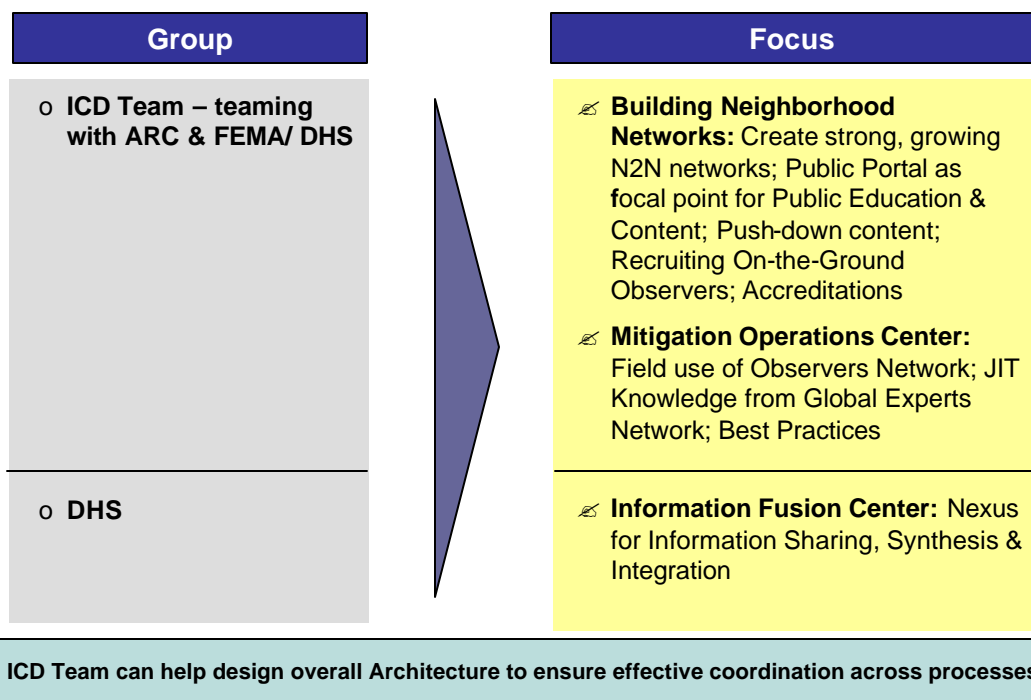 Group
Focus
o ICD Team – teaming
with ARC & FEMA/ DHS
Building Neighborhood
Networks: Create strong, growing
N2N networks; Public Portal as
focal point for Public Education &
Content; Push-down content;
Recruiting On-the-Ground
Observers; Accreditations
Mitigation Operations Center:
Field use of Observers Network; JIT
Knowledge from Global Experts
Network; Best Practices
o DHS
Information Fusion Center: Nexus
for Information Sharing, Synthesis &
Integration
ICD Team can help design overall Architecture to ensure effective coordination across processes